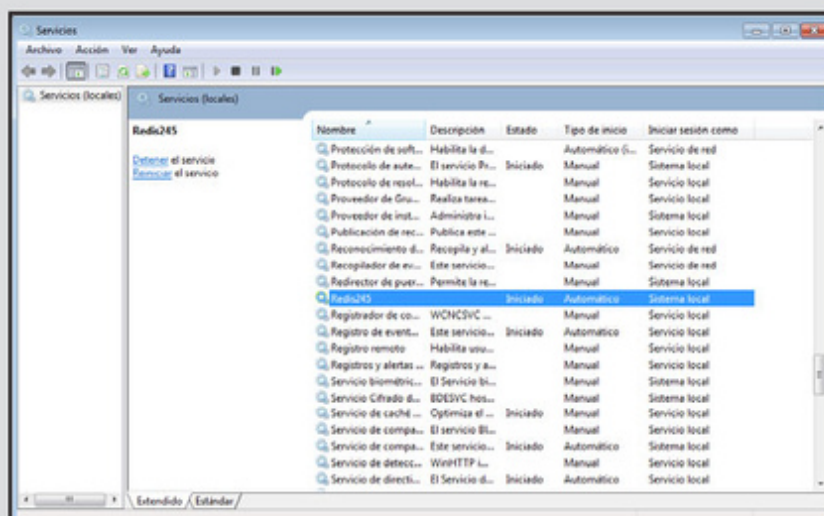 Servicios
Archivo Acción Ver Ayuda
Servicios (locales)
Servicios (locales)
Redis245
Detener el servicio
Reiniciar el servicio
Nombre Descripción Estado Tipo de inicio Iniciar sesión como
Protección de soft... Habilita la d... Automático (i... Servicio de red
Protocolo de aute... El servicio Pr... Iniciado Manual Sistema local
Protocolo de resol... Habilita la re... Manual Servicio local
Proveedor de Gru... Realiza tarea... Manual Servicio local
Proveedor de inst... Administra i... Manual Sistema local
Publicación de rec... Publica este ... Manual Servicio local
Reconocimiento d... Recopila y al... Iniciado Automático Servicio de red
Recopilador de ev... Este servicio... Manual Servicio de red
Redirector de puer... Permite la re... Manual Sistema local
Redis245 Iniciado Automático Sistema local
Registrador de co... WCNCSVC ... Manual Servicio local
Registro de event... Este servicio... Iniciado Automático Servicio local
Registro remoto Habilita usu... Manual Servicio local
Registros y alertas ... Registros y a... Manual Servicio local
Servicio biométric... El Servicio bi... Manual Sistema local
Servicio Cifrado d... BDESVC hos... Manual Sistema local
Servicio de caché ... Optimiza el ... Iniciado Manual Servicio local
Servicio de compa... El servicio Bl... Manual Servicio local
Servicio de compa... Este servicio... Iniciado Automático Sistema local
Servicio de detecc... WinHTTP i... Manual Servicio local
Servicio de directi... El Servicio d... Iniciado Automático Servicio local
Extendido Estándar